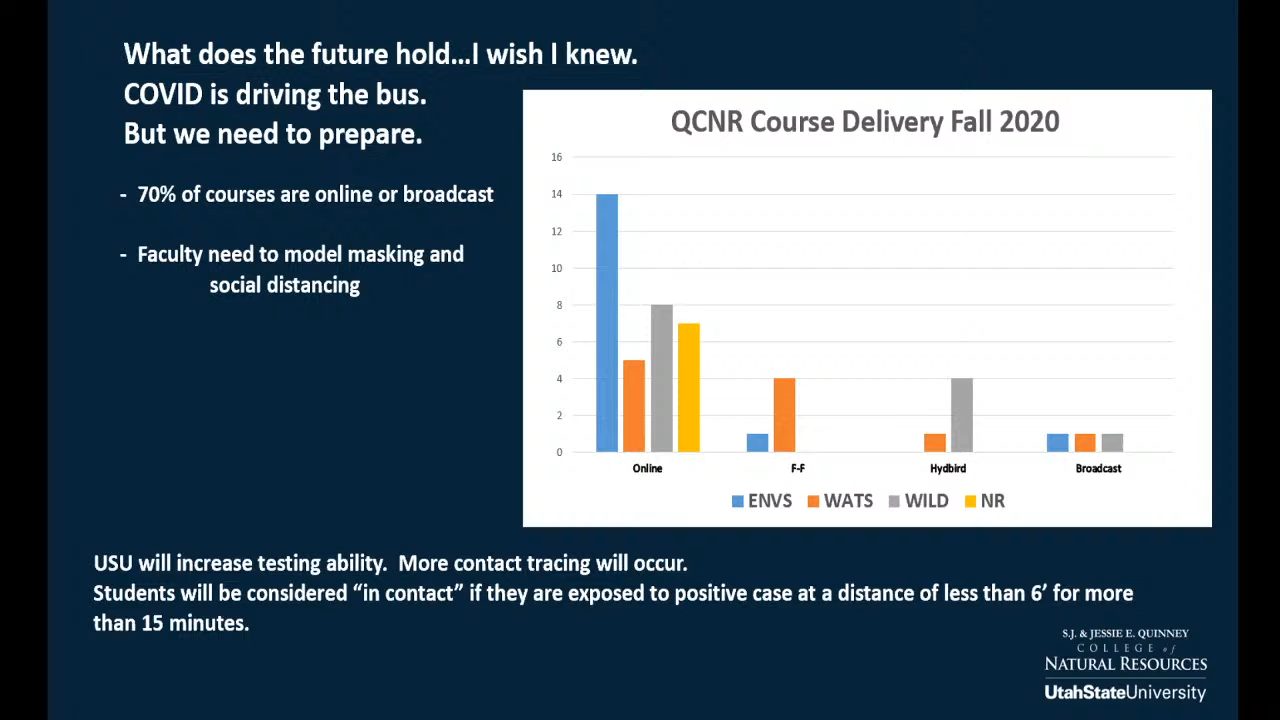 What does the future hold...I wish I knew.
COVID is driving the bus.
But we need to prepare.
- 70% of courses are online or broadcast
- Faculty need to model masking and
social distancing
QCNR Course Delivery Fall 2020
16
14
12
10
8
6
4
2
0
Online F-F Hydbird Broadcast
ENVS WATS WILD NR
USU will increase testing ability. More contact tracing will occur.
Students will be considered “in contact” if they are exposed to positive case at a distance of less than 6’ for more
than 15 minutes.
S.J. & JESSIE E. QUINNEY
COLLEGE of
NATURAL RESOURCES
UtahStateUniversity